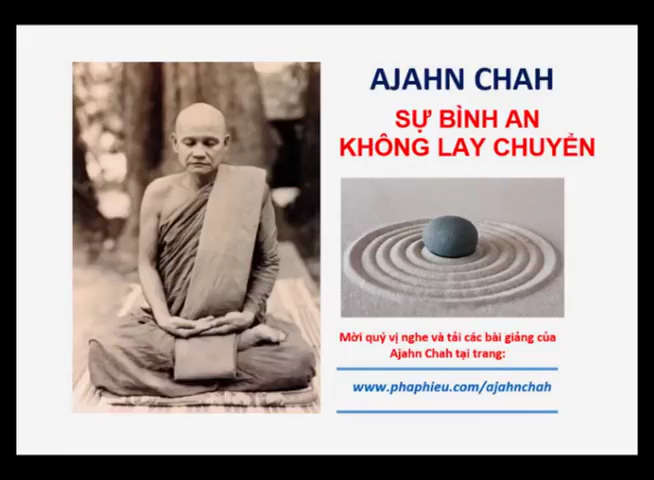 AJAHN CHAH
SỰ BÌNH AN
KHÔNG LAY CHUYỂN
Mời quý vị nghe và tải các bài giảng của
Ajahn Chah tại trang:
www.phaphieu.com/ajahnchah